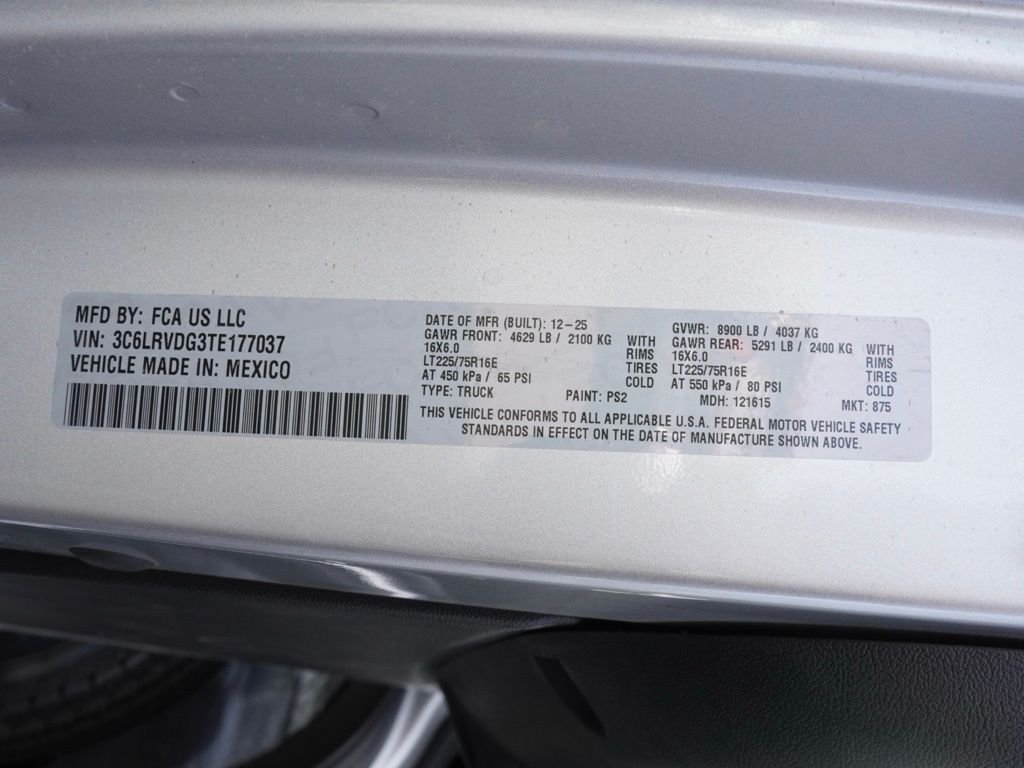 MFD BY: FCA US LLC
VIN: 3C6LRVDG3TE177037
VEHICLE MADE IN: MEXICO
DATE OF MFR (BUILT): 12-25
GAWR FRONT: 4629 LB / 2100 KG WITH
16X6.0 RIMS
LT225/75R16E TIRES
AT 450 kPa / 65 PSI COLD
TYPE: TRUCK PAINT: PS2
GVWR: 8900 LB / 4037 KG
GAWR REAR: 5291 LB / 2400 KG WITH
16X6.0 RIMS
LT225/75R16E TIRES
AT 550 kPa / 80 PSI COLD
MDH: 121615 MKT: 875
THIS VEHICLE CONFORMS TO ALL APPLICABLE U.S.A. FEDERAL MOTOR VEHICLE SAFETY
STANDARDS IN EFFECT ON THE DATE OF MANUFACTURE SHOWN ABOVE.